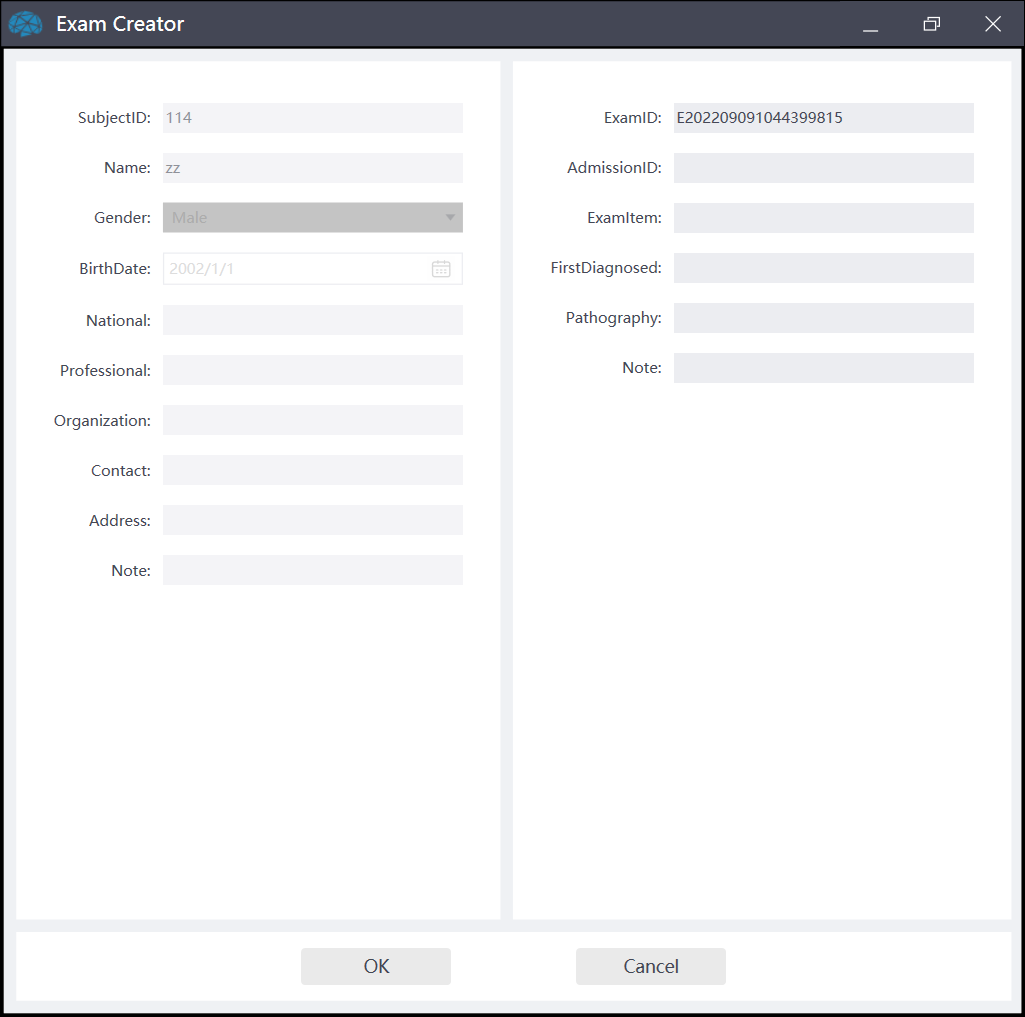 Exam Creator
SubjectID: 114
Name: zz
Gender: Male
BirthDate: 2002/1/1
National:
Professional:
Organization:
Contact:
Address:
Note:
ExamID: E202209091044399815
AdmissionID:
ExamItem:
FirstDiagnosed:
Pathography:
Note:
OK
Cancel